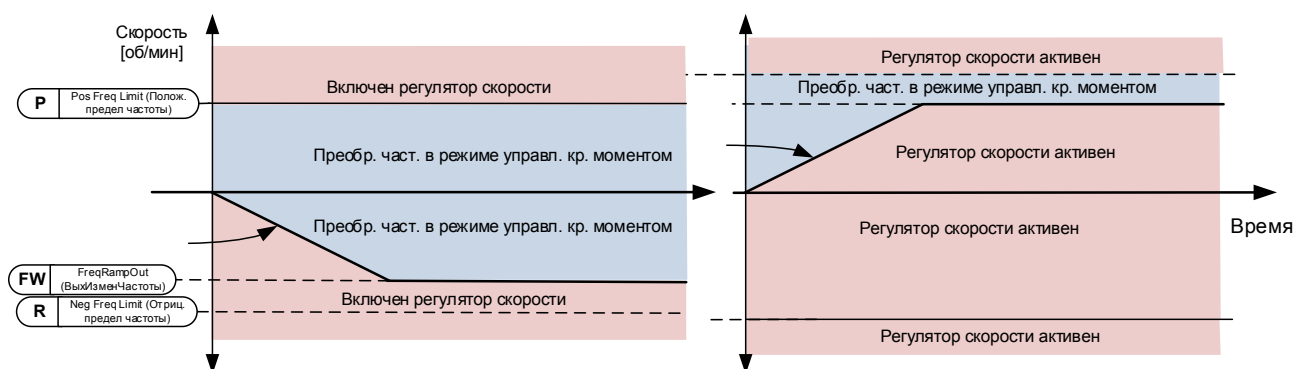 Скорость
[об/мин]
Включен регулятор скорости
P
Pos Freq Limit (Полож.
предел частоты)
Преобр. част. в режиме управл. кр. моментом
Преобр. част. в режиме управл. кр. моментом
FW
FreqRampOut
(ВыхИзменЧастоты)
Включен регулятор скорости
R
Neg Freq Limit (Отриц.
предел частоты)
Регулятор скорости активен
Преобр. част. в режиме управл. кр. моментом
Регулятор скорости активен
Регулятор скорости активен
Время
Регулятор скорости активен